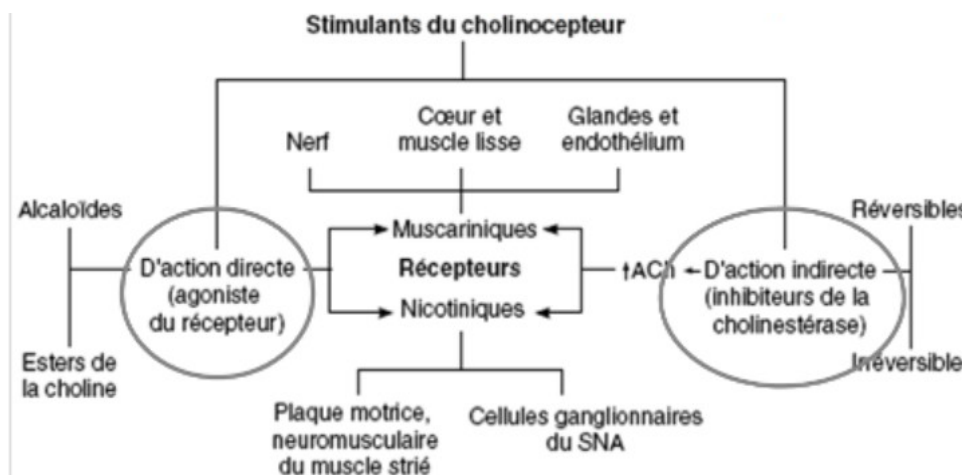 Stimulants du cholinocepteur
Nerf
Cœur et
muscle lisse
Glandes et
endothélium
Alcaloïdes
Esters de
la choline
D'action directe
(agoniste
du récepteur)
Muscariniques
Récepteurs
Nicotiniques
↑ACh
D'action indirecte
(inhibiteurs de la
cholinestérase)
Réversibles
Irréversible
Plaque motrice,
neuromusculaire
du muscle strié
Cellules ganglionnaires
du SNA